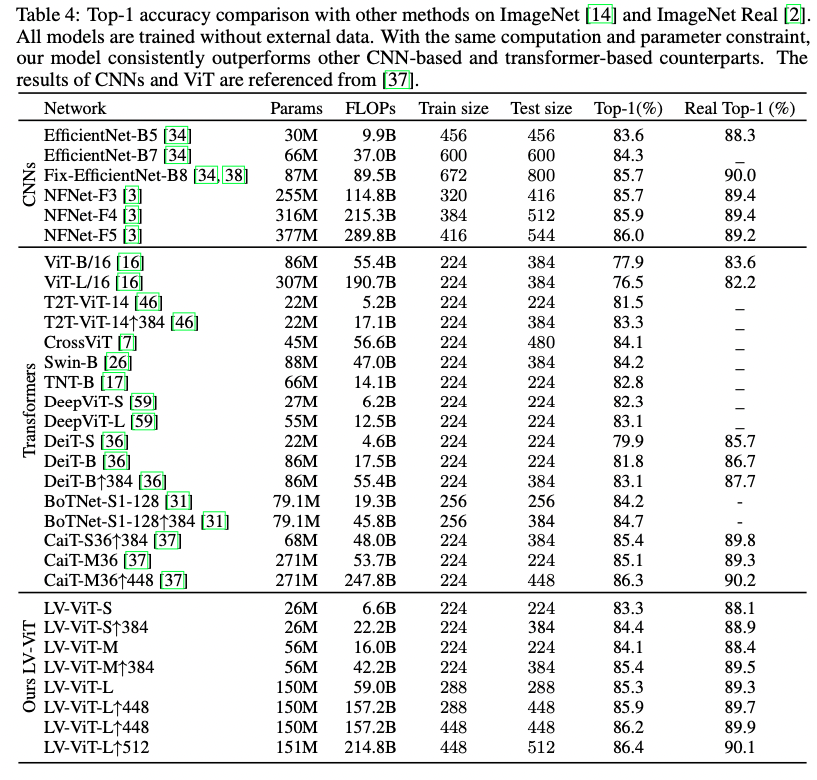 Table 4: Top-1 accuracy comparison with other methods on ImageNet [14] and ImageNet Real [2].
All models are trained without external data. With the same computation and parameter constraint,
our model consistently outperforms other CNN-based and transformer-based counterparts. The
results of CNNs and ViT are referenced from [37].
Network Params FLOPs Train size Test size Top-1(%) Real Top-1 (%)
CNNs
EfficientNet-B5 [34] 30M 9.9B 456 456 83.6 88.3
EfficientNet-B7 [34] 66M 37.0B 600 600 84.3 _
Fix-EfficientNet-B8 [34, 38] 87M 89.5B 672 800 85.7 90.0
NFNet-F3 [3] 255M 114.8B 320 416 85.7 89.4
NFNet-F4 [3] 316M 215.3B 384 512 85.9 89.4
NFNet-F5 [3] 377M 289.8B 416 544 86.0 89.2
Transformers
ViT-B/16 [16] 86M 55.4B 224 384 77.9 83.6
ViT-L/16 [16] 307M 190.7B 224 384 76.5 82.2
T2T-ViT-14 [46] 22M 5.2B 224 224 81.5 _
T2T-ViT-14↑384 [46] 22M 17.1B 224 384 83.3 _
CrossViT [7] 45M 56.6B 224 480 84.1 _
Swin-B [26] 88M 47.0B 224 384 84.2 _
TNT-B [17] 66M 14.1B 224 224 82.8 _
DeepViT-S [59] 27M 6.2B 224 224 82.3 _
DeepViT-L [59] 55M 12.5B 224 224 83.1 _
DeiT-S [36] 22M 4.6B 224 224 79.9 85.7
DeiT-B [36] 86M 17.5B 224 224 81.8 86.7
DeiT-B↑384 [36] 86M 55.4B 224 384 83.1 87.7
BoTNet-S1-128 [31] 79.1M 19.3B 256 256 84.2 -
BoTNet-S1-128↑384 [31] 79.1M 45.8B 256 384 84.7 -
CaiT-S36↑384 [37] 68M 48.0B 224 384 85.4 89.8
CaiT-M36 [37] 271M 53.7B 224 224 85.1 89.3
CaiT-M36↑448 [37] 271M 247.8B 224 448 86.3 90.2
Ours LV-ViT
LV-ViT-S 26M 6.6B 224 224 83.3 88.1
LV-ViT-S↑384 26M 22.2B 224 384 84.4 88.9
LV-ViT-M 56M 16.0B 224 224 84.1 88.4
LV-ViT-M↑384 56M 42.2B 224 384 85.4 89.5
LV-ViT-L 150M 59.0B 288 288 85.3 89.3
LV-ViT-L↑448 150M 157.2B 288 448 85.9 89.7
LV-ViT-L↑448 150M 157.2B 448 448 86.2 89.9
LV-ViT-L↑512 151M 214.8B 448 512 86.4 90.1